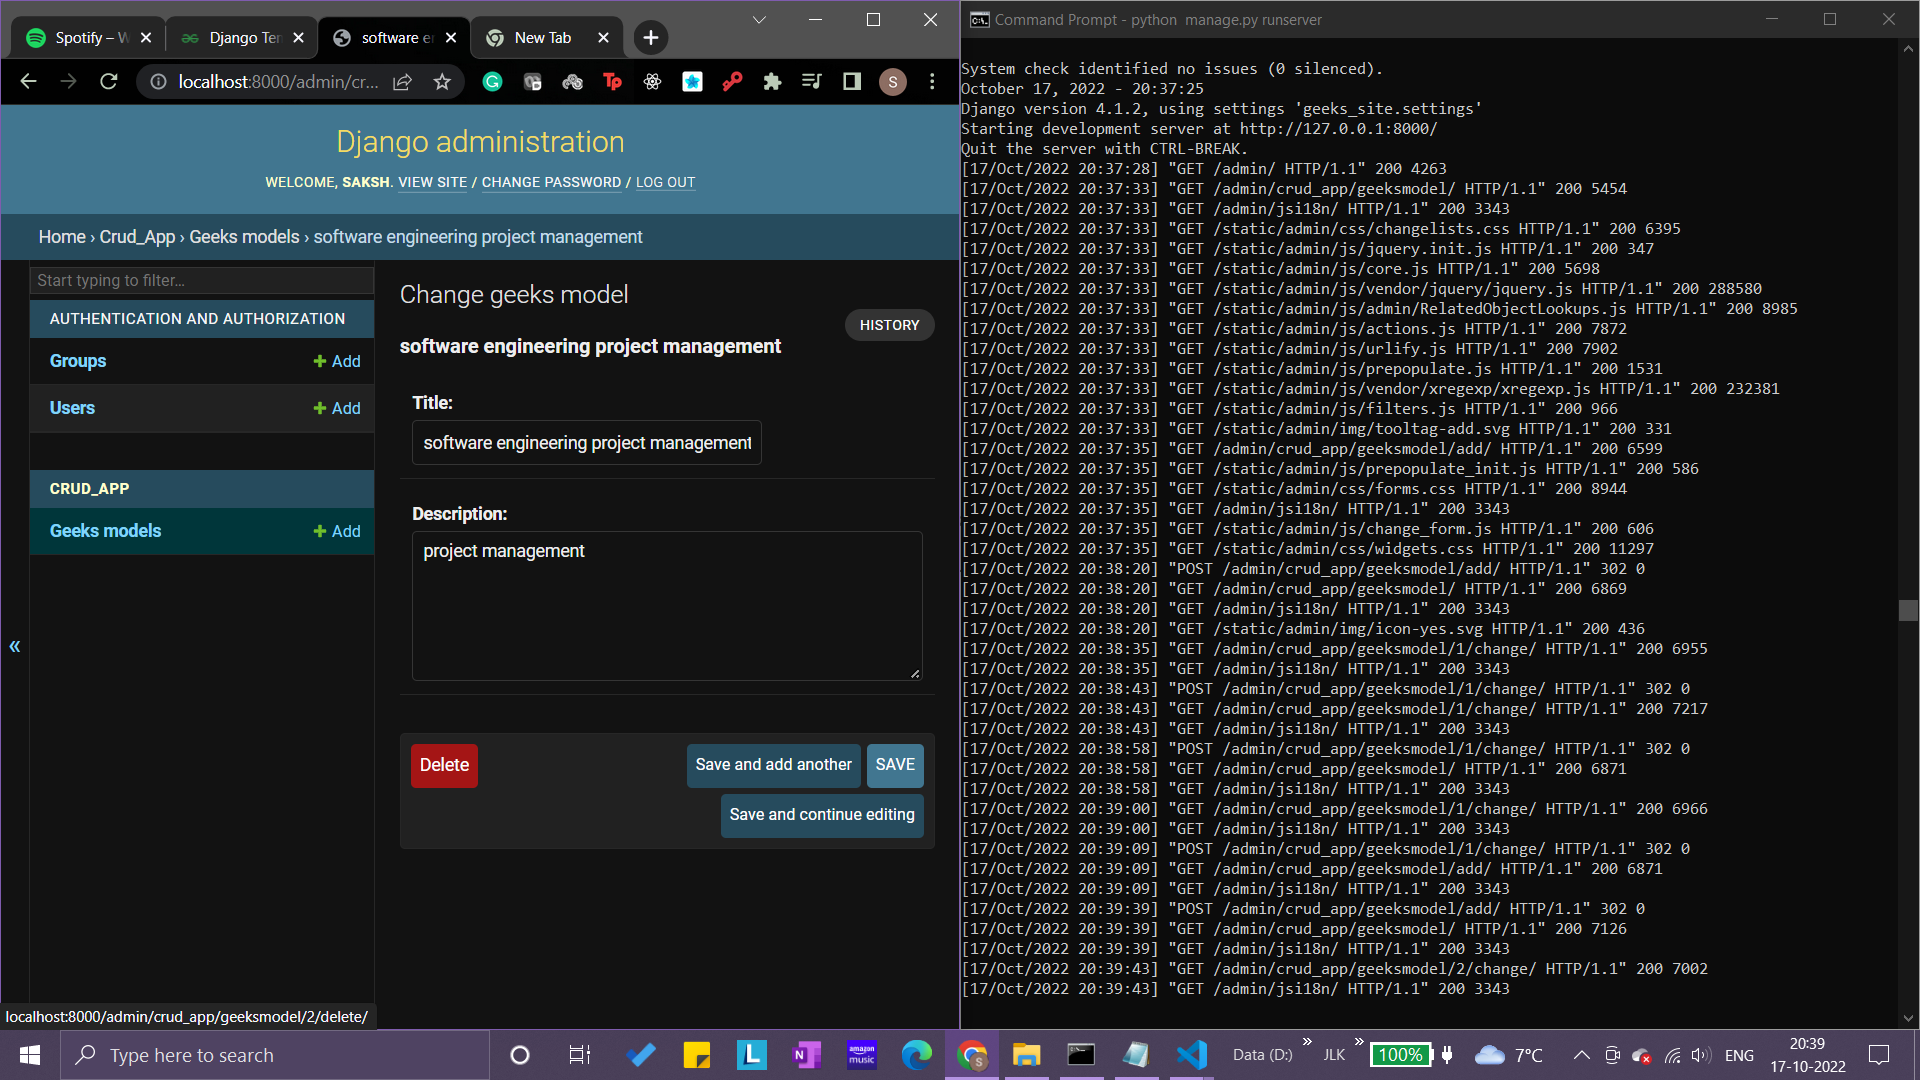 Spotify – W
Django Ter
software e
New Tab
localhost:8000/admin/cr...
S
Django administration
WELCOME, SAKSH. VIEW SITE / CHANGE PASSWORD / LOG OUT
Home › Crud_App › Geeks models › software engineering project management
Start typing to filter...
AUTHENTICATION AND AUTHORIZATION
Groups + Add
Users + Add
CRUD_APP
Geeks models + Add
«
Change geeks model
HISTORY
software engineering project management
Title:
software engineering project management
Description:
project management
Delete
Save and add another
SAVE
Save and continue editing
localhost:8000/admin/crud_app/geeksmodel/2/delete/
Command Prompt - python  manage.py runserver
System check identified no issues (0 silenced).
October 17, 2022 - 20:37:25
Django version 4.1.2, using settings 'geeks_site.settings'
Starting development server at http://127.0.0.1:8000/
Quit the server with CTRL-BREAK.
[17/Oct/2022 20:37:28] "GET /admin/ HTTP/1.1" 200 4263
[17/Oct/2022 20:37:33] "GET /admin/crud_app/geeksmodel/ HTTP/1.1" 200 5454
[17/Oct/2022 20:37:33] "GET /admin/jsi18n/ HTTP/1.1" 200 3343
[17/Oct/2022 20:37:33] "GET /static/admin/css/changelists.css HTTP/1.1" 200 6395
[17/Oct/2022 20:37:33] "GET /static/admin/js/jquery.init.js HTTP/1.1" 200 347
[17/Oct/2022 20:37:33] "GET /static/admin/js/core.js HTTP/1.1" 200 5698
[17/Oct/2022 20:37:33] "GET /static/admin/js/vendor/jquery/jquery.js HTTP/1.1" 200 288580
[17/Oct/2022 20:37:33] "GET /static/admin/js/admin/RelatedObjectLookups.js HTTP/1.1" 200 8985
[17/Oct/2022 20:37:33] "GET /static/admin/js/actions.js HTTP/1.1" 200 7872
[17/Oct/2022 20:37:33] "GET /static/admin/js/urlify.js HTTP/1.1" 200 7902
[17/Oct/2022 20:37:33] "GET /static/admin/js/prepopulate.js HTTP/1.1" 200 1531
[17/Oct/2022 20:37:33] "GET /static/admin/js/vendor/xregexp/xregexp.js HTTP/1.1" 200 232381
[17/Oct/2022 20:37:33] "GET /static/admin/js/filters.js HTTP/1.1" 200 966
[17/Oct/2022 20:37:33] "GET /static/admin/img/tooltag-add.svg HTTP/1.1" 200 331
[17/Oct/2022 20:37:35] "GET /admin/crud_app/geeksmodel/add/ HTTP/1.1" 200 6599
[17/Oct/2022 20:37:35] "GET /static/admin/js/prepopulate_init.js HTTP/1.1" 200 586
[17/Oct/2022 20:37:35] "GET /static/admin/css/forms.css HTTP/1.1" 200 8944
[17/Oct/2022 20:37:35] "GET /admin/jsi18n/ HTTP/1.1" 200 3343
[17/Oct/2022 20:37:35] "GET /static/admin/js/change_form.js HTTP/1.1" 200 606
[17/Oct/2022 20:37:35] "GET /static/admin/css/widgets.css HTTP/1.1" 200 11297
[17/Oct/2022 20:38:20] "POST /admin/crud_app/geeksmodel/add/ HTTP/1.1" 302 0
[17/Oct/2022 20:38:20] "GET /admin/crud_app/geeksmodel/ HTTP/1.1" 200 6869
[17/Oct/2022 20:38:20] "GET /admin/jsi18n/ HTTP/1.1" 200 3343
[17/Oct/2022 20:38:20] "GET /static/admin/img/icon-yes.svg HTTP/1.1" 200 436
[17/Oct/2022 20:38:35] "GET /admin/crud_app/geeksmodel/1/change/ HTTP/1.1" 200 6955
[17/Oct/2022 20:38:35] "GET /admin/jsi18n/ HTTP/1.1" 200 3343
[17/Oct/2022 20:38:43] "POST /admin/crud_app/geeksmodel/1/change/ HTTP/1.1" 302 0
[17/Oct/2022 20:38:43] "GET /admin/crud_app/geeksmodel/1/change/ HTTP/1.1" 200 7217
[17/Oct/2022 20:38:43] "GET /admin/jsi18n/ HTTP/1.1" 200 3343
[17/Oct/2022 20:38:58] "POST /admin/crud_app/geeksmodel/1/change/ HTTP/1.1" 302 0
[17/Oct/2022 20:38:58] "GET /admin/crud_app/geeksmodel/ HTTP/1.1" 200 6871
[17/Oct/2022 20:38:58] "GET /admin/jsi18n/ HTTP/1.1" 200 3343
[17/Oct/2022 20:39:00] "GET /admin/crud_app/geeksmodel/1/change/ HTTP/1.1" 200 6966
[17/Oct/2022 20:39:00] "GET /admin/jsi18n/ HTTP/1.1" 200 3343
[17/Oct/2022 20:39:09] "POST /admin/crud_app/geeksmodel/1/change/ HTTP/1.1" 302 0
[17/Oct/2022 20:39:09] "GET /admin/crud_app/geeksmodel/add/ HTTP/1.1" 200 6871
[17/Oct/2022 20:39:09] "GET /admin/jsi18n/ HTTP/1.1" 200 3343
[17/Oct/2022 20:39:39] "POST /admin/crud_app/geeksmodel/add/ HTTP/1.1" 302 0
[17/Oct/2022 20:39:39] "GET /admin/crud_app/geeksmodel/ HTTP/1.1" 200 7126
[17/Oct/2022 20:39:39] "GET /admin/jsi18n/ HTTP/1.1" 200 3343
[17/Oct/2022 20:39:43] "GET /admin/crud_app/geeksmodel/2/change/ HTTP/1.1" 200 7002
[17/Oct/2022 20:39:43] "GET /admin/jsi18n/ HTTP/1.1" 200 3343
Type here to search
amazon music
Data (D:)
JLK
100%
7°C
ENG
20:39
17-10-2022